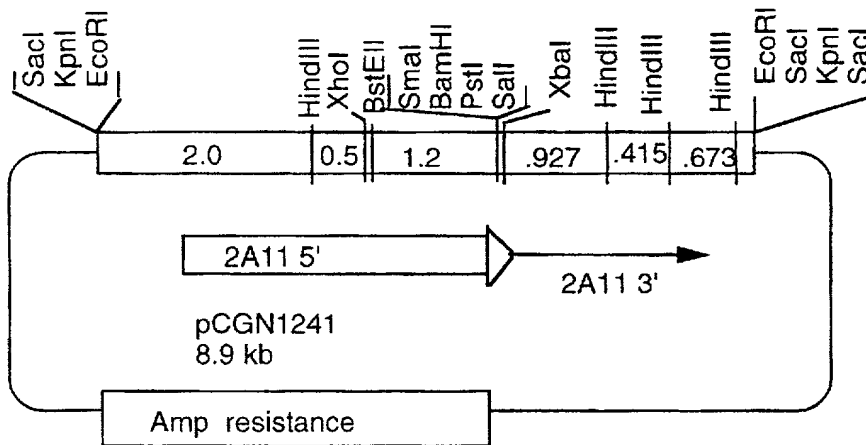 SacI
KpnI
EcoRI
HindIII
XhoI
BstEII
SmaI
BamHI
PstI
SalI
XbaI
HindIII
HindIII
HindIII
EcoRI
SacI
KpnI
SacI
2.0
0.5
1.2
.927
.415
.673
2A11 5'
2A11 3'
pCGN1241
8.9 kb
Amp resistance